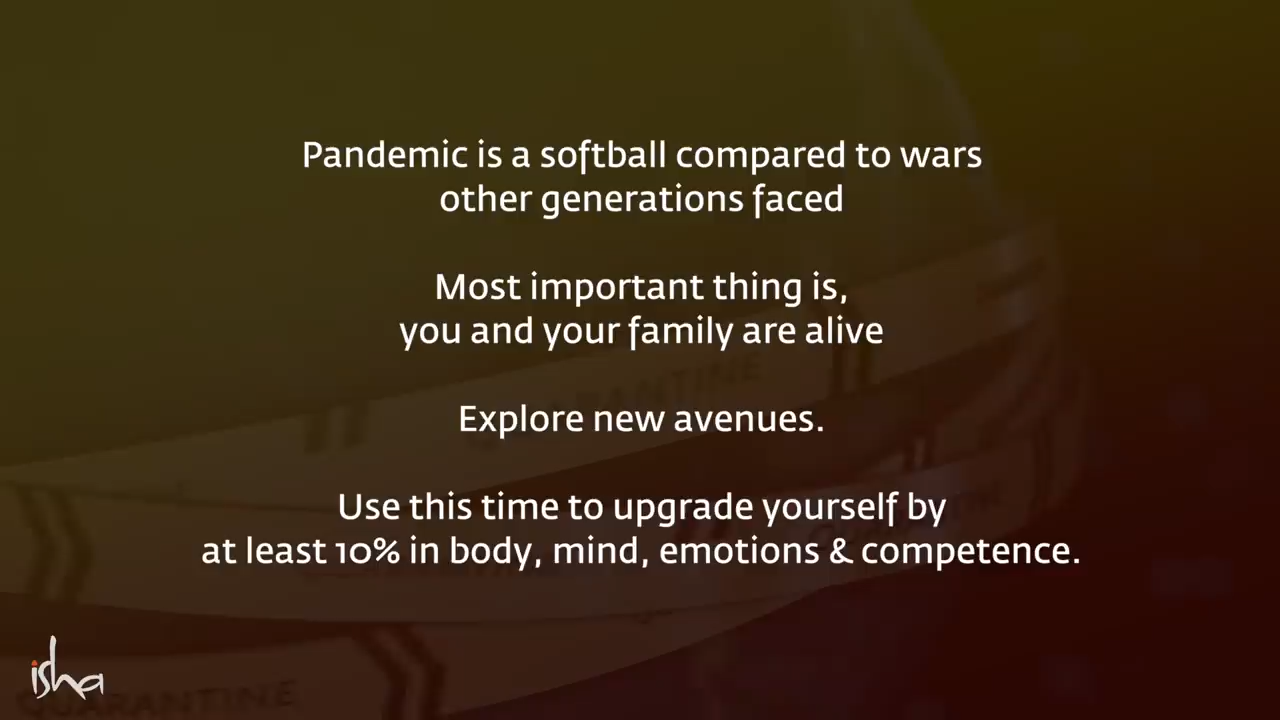 Pandemic is a softball compared to wars
other generations faced
Most important thing is,
you and your family are alive
Explore new avenues.
Use this time to upgrade yourself by
at least 10% in body, mind, emotions & competence.
QUARANTINE
isha
QUARANTINE